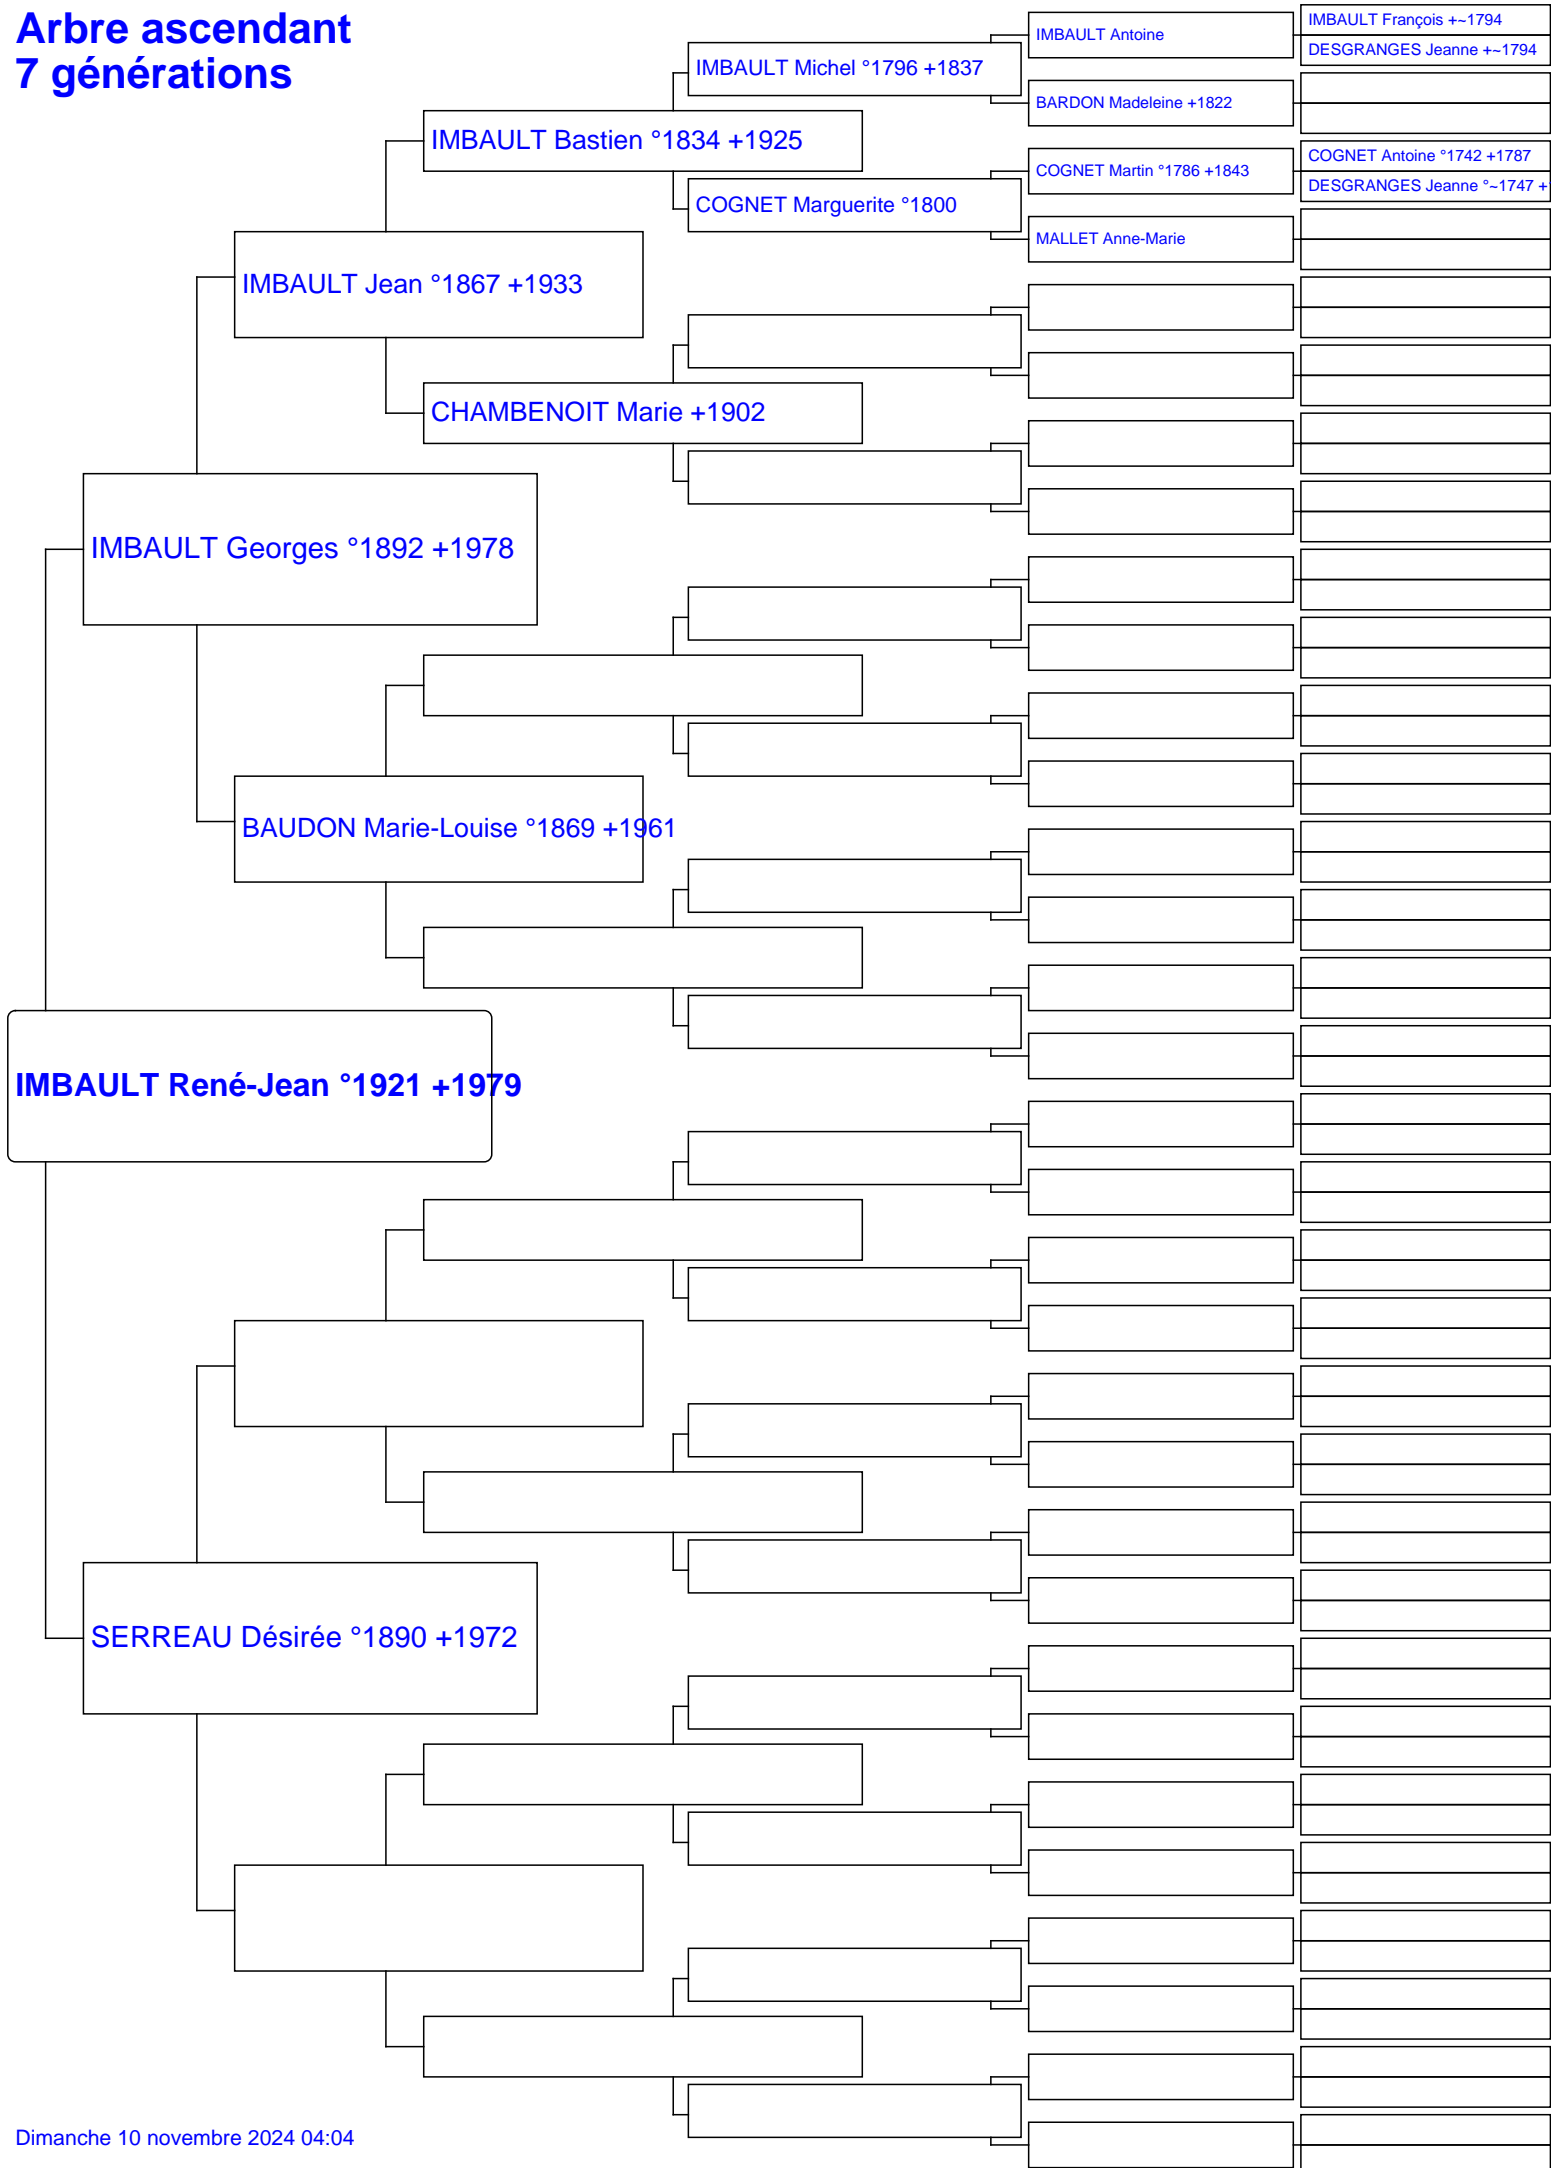 Arbre ascendant
7 générations
IMBAULT François +~1794
IMBAULT Antoine
DESGRANGES Jeanne +~1794
IMBAULT Michel °1796 +1837
BARDON Madeleine +1822
IMBAULT Bastien °1834 +1925
COGNET Antoine °1742 +1787
COGNET Martin °1786 +1843
DESGRANGES Jeanne °~1747 +
COGNET Marguerite °1800
MALLET Anne-Marie
IMBAULT Jean °1867 +1933
CHAMBENOIT Marie +1902
IMBAULT Georges °1892 +1978
BAUDON Marie-Louise °1869 +1961
IMBAULT René-Jean °1921 +1979
SERREAU Désirée °1890 +1972
Dimanche 10 novembre 2024 04:04